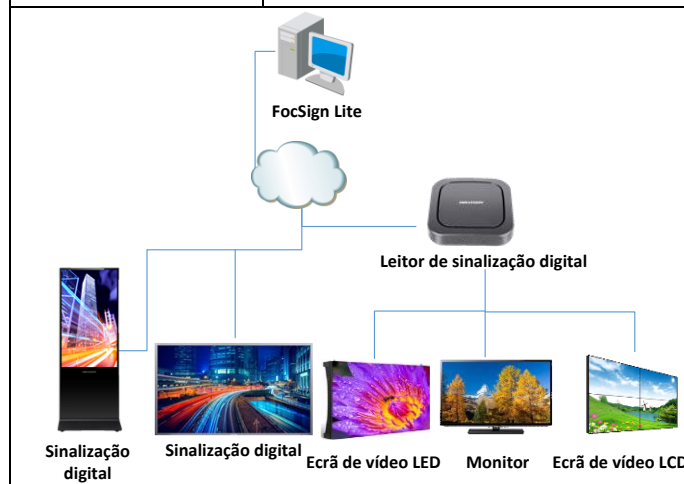 FocSign Lite
Leitor de sinalização digital
Sinalização
digital
Sinalização digital
Ecrã de vídeo LED
Monitor
Ecrã de vídeo LCD